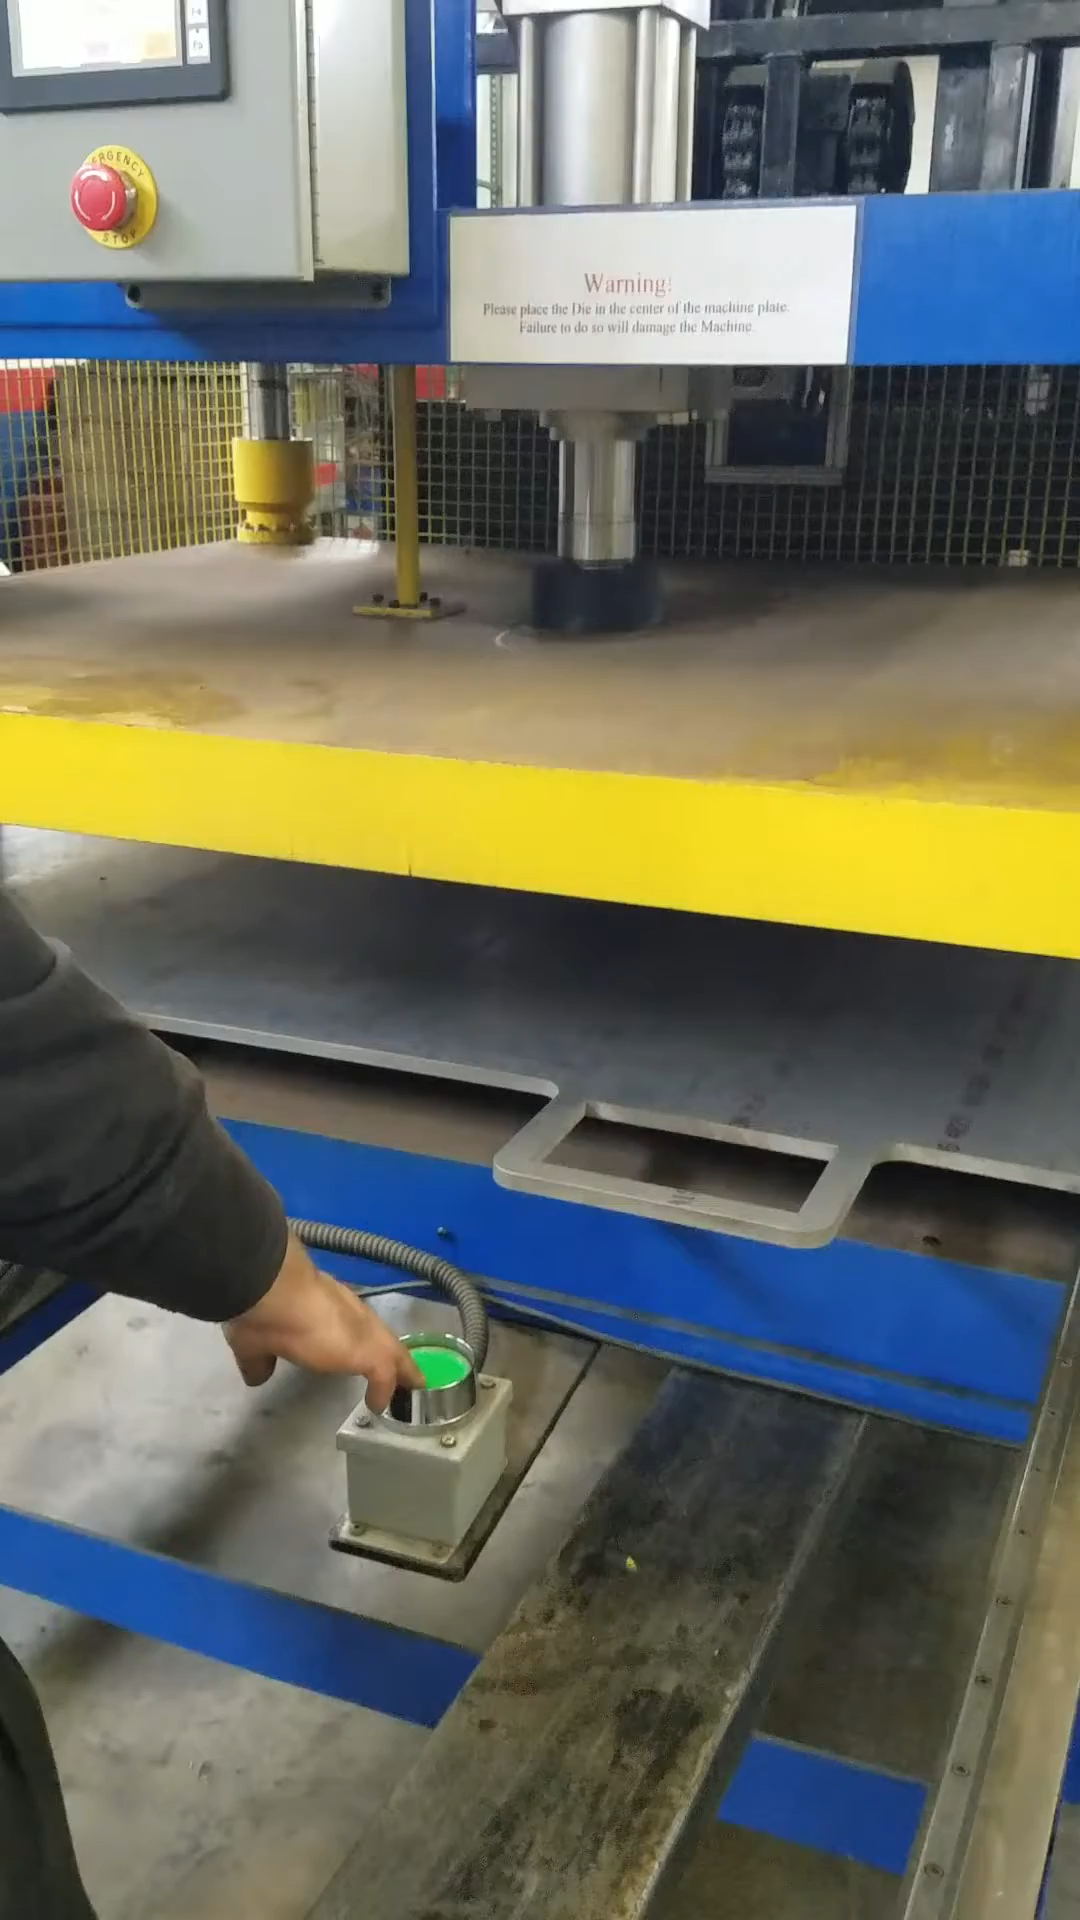 EMERGENCY
STOP
Warning:
Please place the Die in the center of the machine plate.
Failure to do so will damage the Machine.